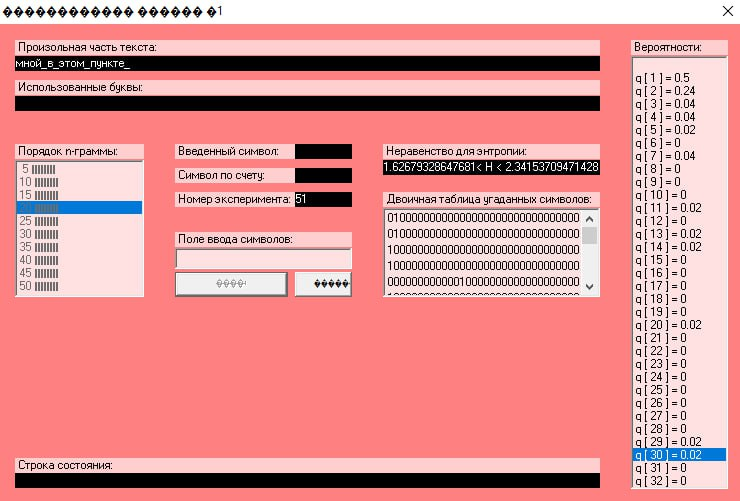 Произольная часть текста:
мной_в_этом_пункте_
Использованные буквы:
Порядок n-граммы:
5
10
15
25
30
35
40
45
50
Введенный символ:
Символ по счету:
Номер эксперимента: 51
Поле ввода символов:
Неравенство для энтропии:
1.62679328647681< H < 2.34153709471428
Двоичная таблица угаданных символов:
Строка состояния:
Вероятности:
q [ 1 ] = 0.5
q [ 2 ] = 0.24
q [ 3 ] = 0.04
q [ 4 ] = 0.04
q [ 5 ] = 0.02
q [ 6 ] = 0
q [ 7 ] = 0.04
q [ 8 ] = 0
q [ 9 ] = 0
q [ 10 ] = 0
q [ 11 ] = 0.02
q [ 12 ] = 0
q [ 13 ] = 0.02
q [ 14 ] = 0.02
q [ 15 ] = 0
q [ 16 ] = 0
q [ 17 ] = 0
q [ 18 ] = 0
q [ 19 ] = 0
q [ 20 ] = 0.02
q [ 21 ] = 0
q [ 22 ] = 0
q [ 23 ] = 0
q [ 24 ] = 0
q [ 25 ] = 0
q [ 26 ] = 0
q [ 27 ] = 0
q [ 28 ] = 0
q [ 29 ] = 0.02
q [ 30 ] = 0.02
q [ 31 ] = 0
q [ 32 ] = 0